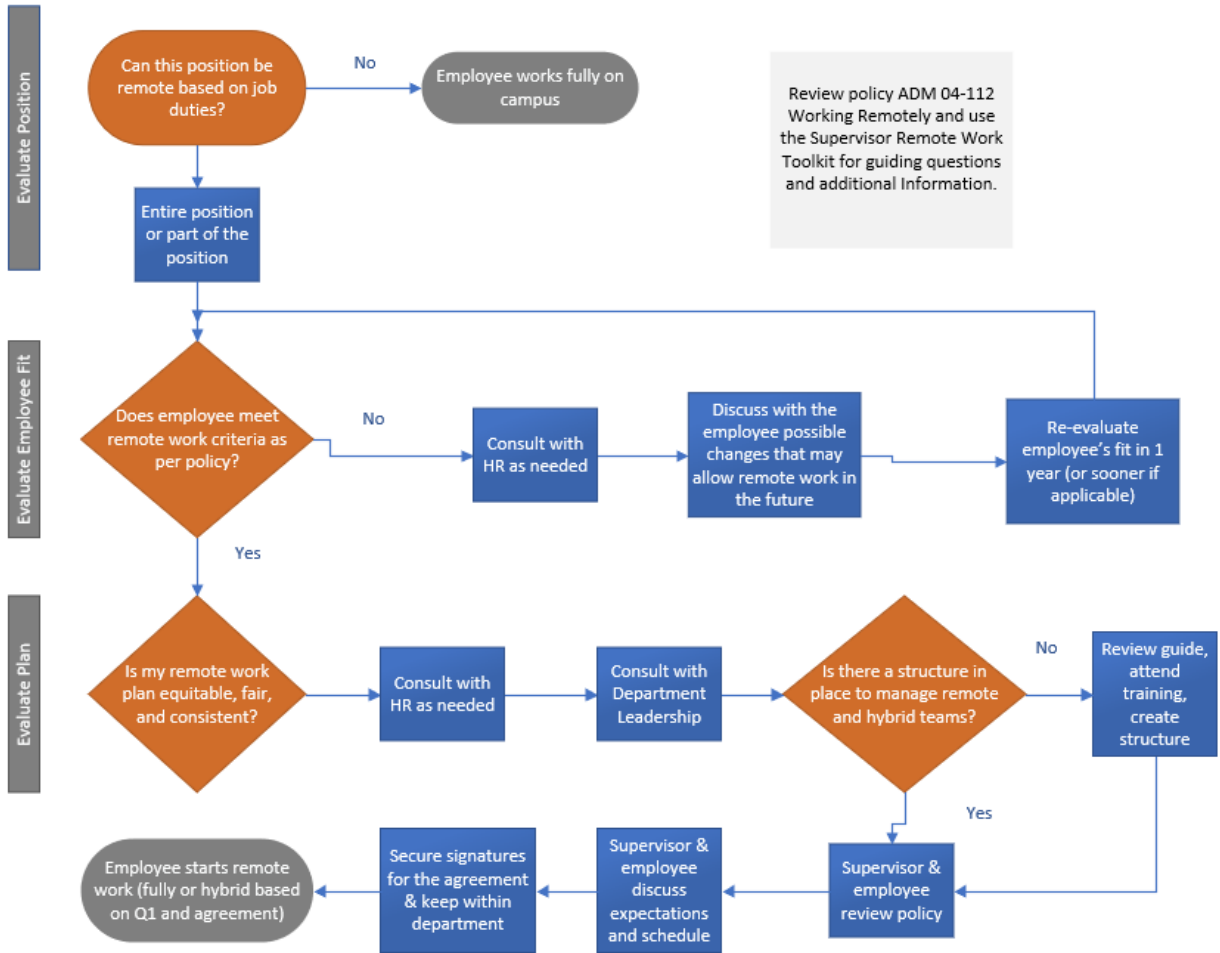 Evaluate Position
Can this position be
remote based on job
duties?
No
Employee works fully on
campus
Review policy ADM 04-112
Working Remotely and use
the Supervisor Remote Work
Toolkit for guiding questions
and additional Information.
Entire position
or part of the
position
Evaluate Employee Fit
Does employee meet
remote work criteria as
per policy?
No
Consult with
HR as needed
Discuss with the
employee possible
changes that may
allow remote work in
the future
Re-evaluate
employee's fit in 1
year (or sooner if
applicable)
Yes
Evaluate Plan
Is my remote work
plan equitable, fair,
and consistent?
Consult with
HR as needed
Consult with
Department
Leadership
Is there a structure in
place to manage remote
and hybrid teams?
No
Review guide,
attend
training,
create
structure
Yes
Employee starts remote
work (fully or hybrid based
on Q1 and agreement)
Secure signatures
for the agreement
& keep within
department
Supervisor &
employee
discuss
expectations
and schedule
Supervisor &
employee
review policy